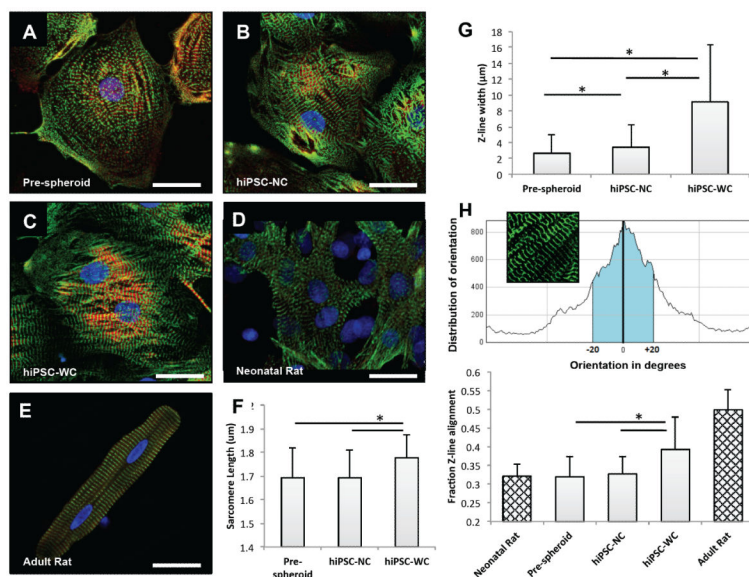 A
Pre-spheroid
B
hiPSC-NC
C
hiPSC-WC
D
Neonatal Rat
E
Adult Rat
F
Sarcomere Length (um)
1.9
1.8
1.7
1.6
1.5
1.4
*
Pre-
spheroid
hiPSC-NC
hiPSC-WC
G
Z-line width (μm)
18
16
14
12
10
8
6
4
2
0
*
*
*
Pre-spheroid
hiPSC-NC
hiPSC-WC
H
Distribution of orientation
800
600
400
200
0
-20
0
+20
Orientation in degrees
Fraction Z-line alignment
0.6
0.55
0.5
0.45
0.4
0.35
0.3
0.25
0.2
*
Neonatal Rat
Pre-spheroid
hiPSC-NC
hiPSC-WC
Adult Rat